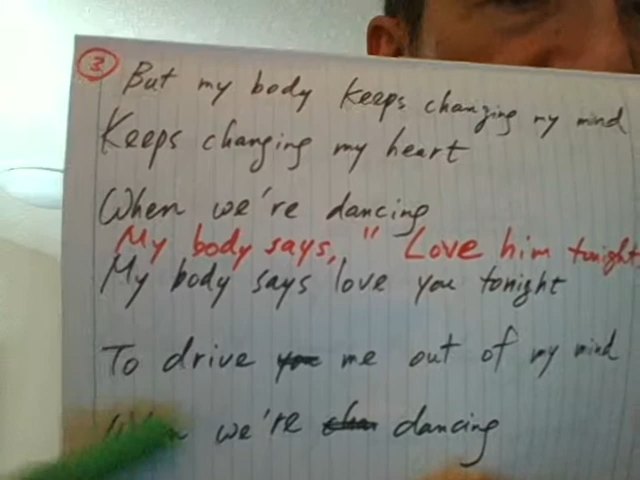 3
But my body keeps changing my mind
Keeps changing my heart
When we're dancing
My body says, " Love him tonight
My body says love you tonight
To drive me out of my mind
we're dancing